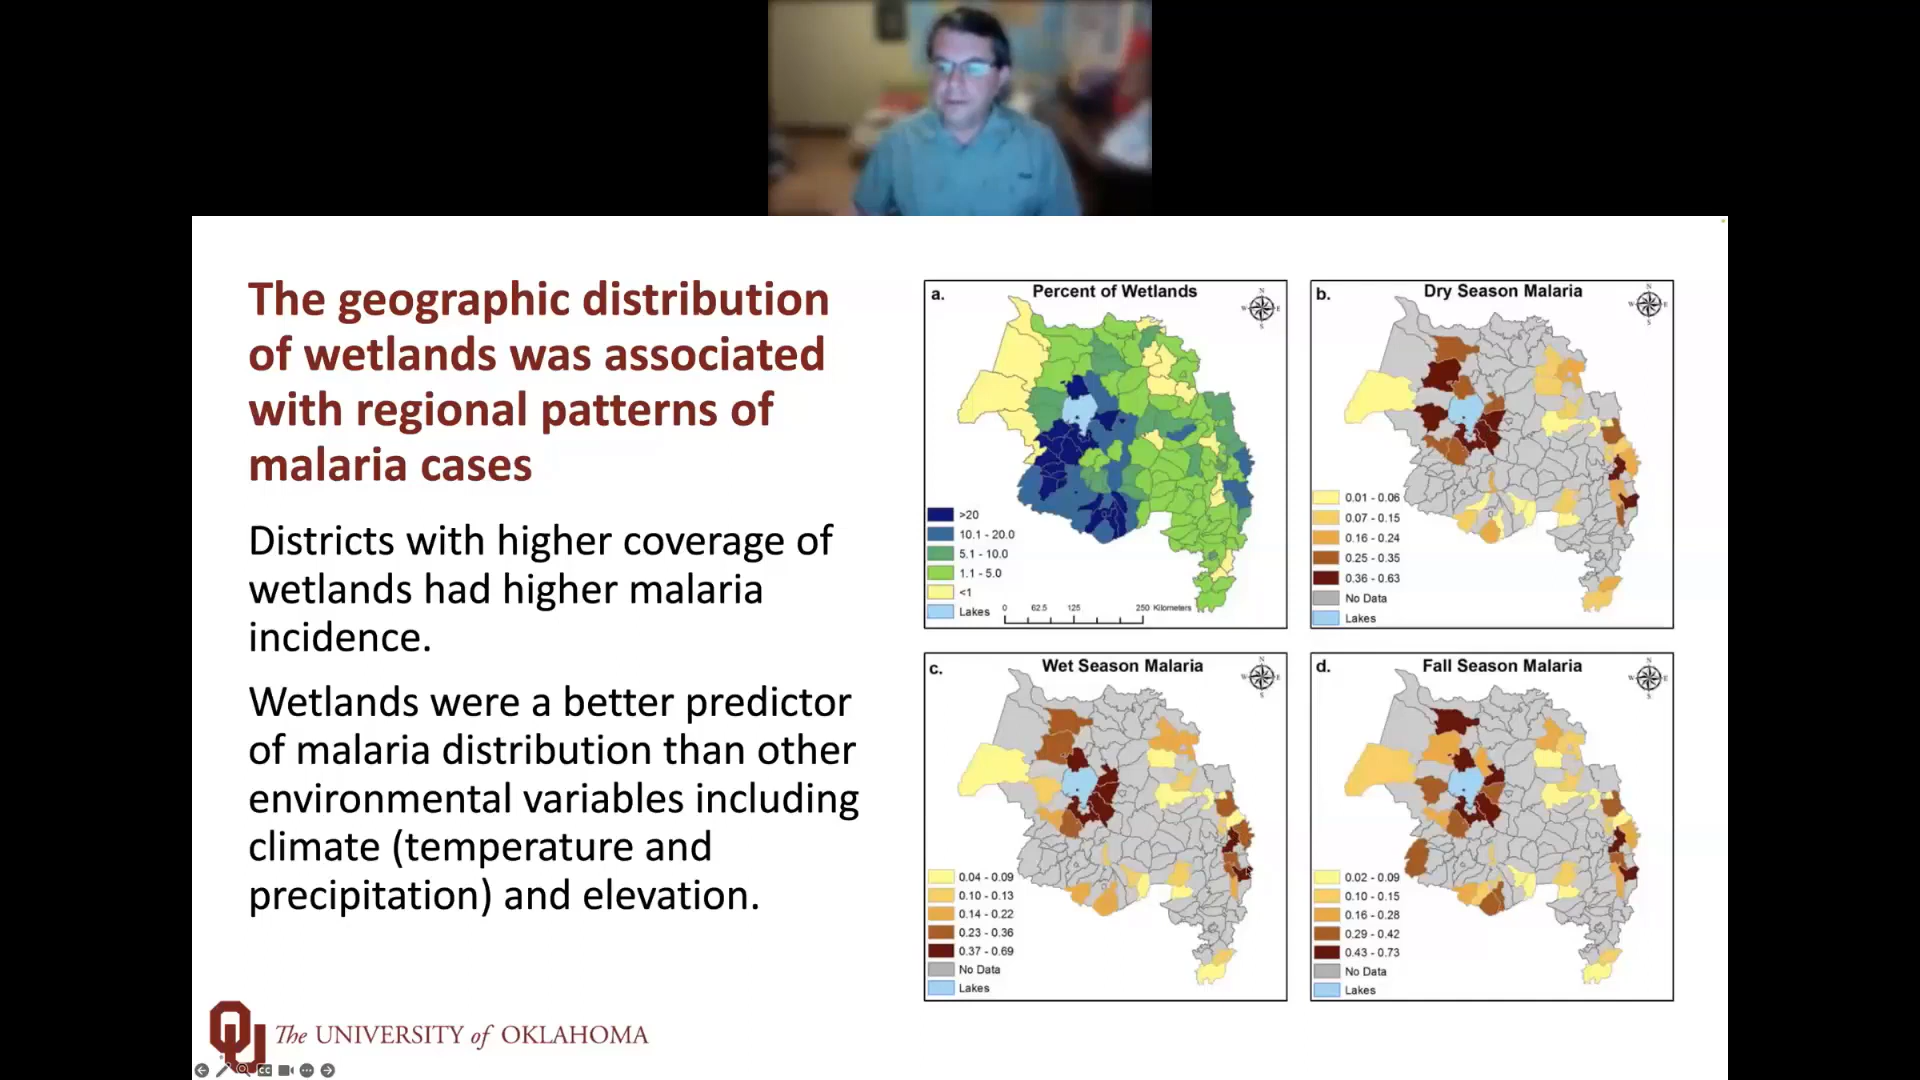 The geographic distribution
of wetlands was associated
with regional patterns of
malaria cases
Districts with higher coverage of
wetlands had higher malaria
incidence.
Wetlands were a better predictor
of malaria distribution than other
environmental variables including
climate (temperature and
precipitation) and elevation.
OU The UNIVERSITY of OKLAHOMA
CC
a.
Percent of Wetlands
N
W E
S
>20
10.1 - 20.0
5.1 - 10.0
1.1 - 5.0
<1
Lakes
0 62.5 125 250 Kilometers
b.
Dry Season Malaria
N
W E
S
0.01 - 0.06
0.07 - 0.15
0.16 - 0.24
0.25 - 0.35
0.36 - 0.63
No Data
Lakes
c.
Wet Season Malaria
N
W E
S
0.04 - 0.09
0.10 - 0.13
0.14 - 0.22
0.23 - 0.36
0.37 - 0.69
No Data
Lakes
d.
Fall Season Malaria
N
W E
S
0.02 - 0.09
0.10 - 0.15
0.16 - 0.28
0.29 - 0.42
0.43 - 0.73
No Data
Lakes